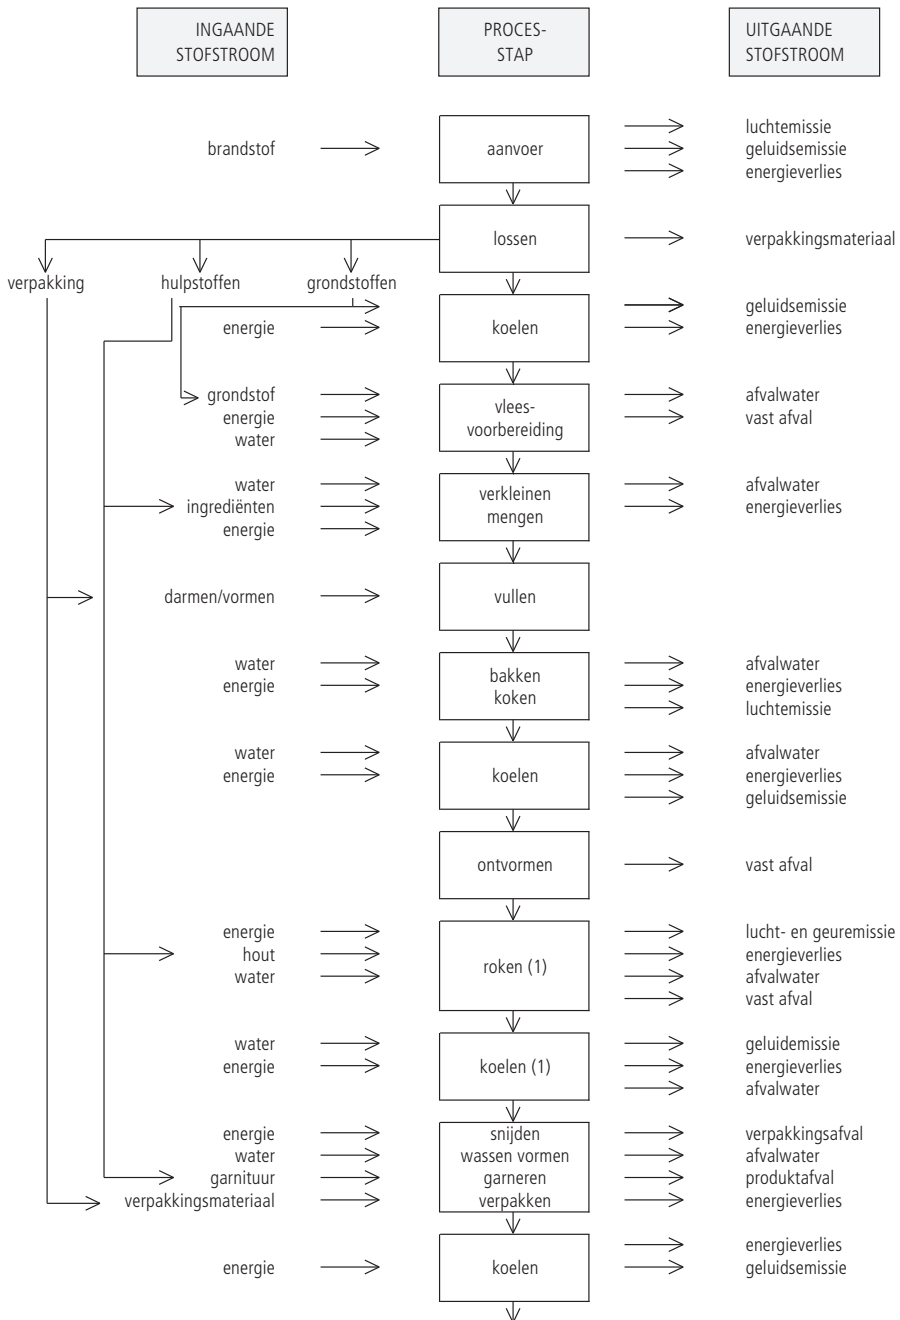 INGAANDE
STOFSTROOM
PROCES-
STAP
UITGAANDE
STOFSTROOM
brandstof
aanvoer
luchtemissie
geluidsemissie
energieverlies
lossen
verpakkingsmateriaal
verpakking
hulpstoffen
grondstoffen
energie
koelen
geluidsemissie
energieverlies
grondstof
energie
water
vlees-
voorbereiding
afvalwater
vast afval
water
ingrediënten
energie
verkleinen
mengen
afvalwater
energieverlies
darmen/vormen
vullen
water
energie
bakken
koken
afvalwater
energieverlies
luchtemissie
water
energie
koelen
afvalwater
energieverlies
geluidsemissie
ontvormen
vast afval
energie
hout
water
roken (1)
lucht- en geuremissie
energieverlies
afvalwater
vast afval
water
energie
koelen (1)
geluidemissie
energieverlies
afvalwater
energie
water
garnituur
verpakkingsmateriaal
snijden
wassen vormen
garneren
verpakken
verpakkingsafval
afvalwater
produktafval
energieverlies
energie
koelen
energieverlies
geluidsemissie